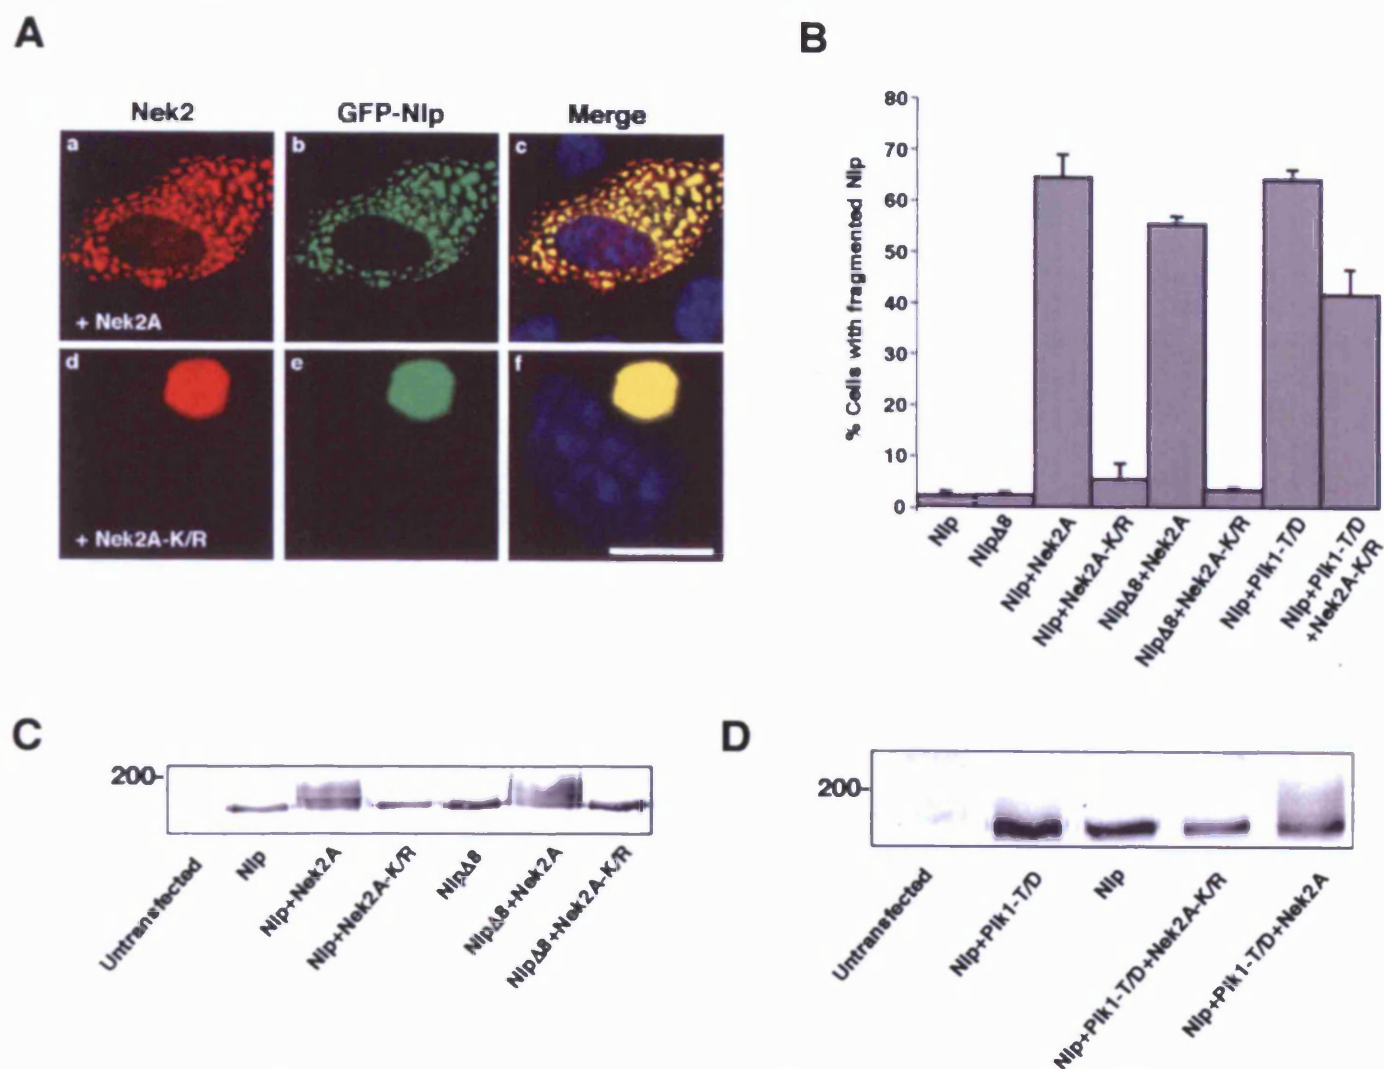 A
Nek2 GFP-Nlp Merge
a b c
+ Nek2A
d e f
+ Nek2A-K/R
B
% Cells with fragmented Nlp
80
70
60
50
40
30
20
10
0
Nlp
NlpΔ8
Nlp+Nek2A
Nlp+Nek2A-K/R
NlpΔ8+Nek2A
NlpΔ8+Nek2A-K/R
Nlp+Plk1-T/D
Nlp+Plk1-T/D
+Nek2A-K/R
C
200-
Untransfected
Nlp
Nlp+Nek2A
Nlp+Nek2A-K/R
NlpΔ8
NlpΔ8+Nek2A
NlpΔ8+Nek2A-K/R
D
200-
Untransfected
Nlp+Plk1-T/D
Nlp
Nlp+Plk1-T/D+Nek2A-K/R
Nlp+Plk1-T/D+Nek2A